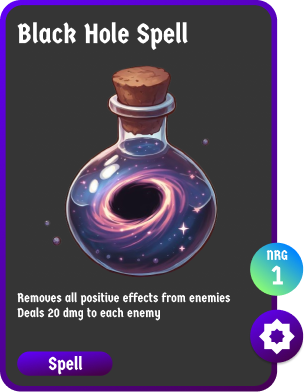 Black Hole Spell
NRG
1
Removes all positive effects from enemies
Deals 20 dmg to each enemy
Spell